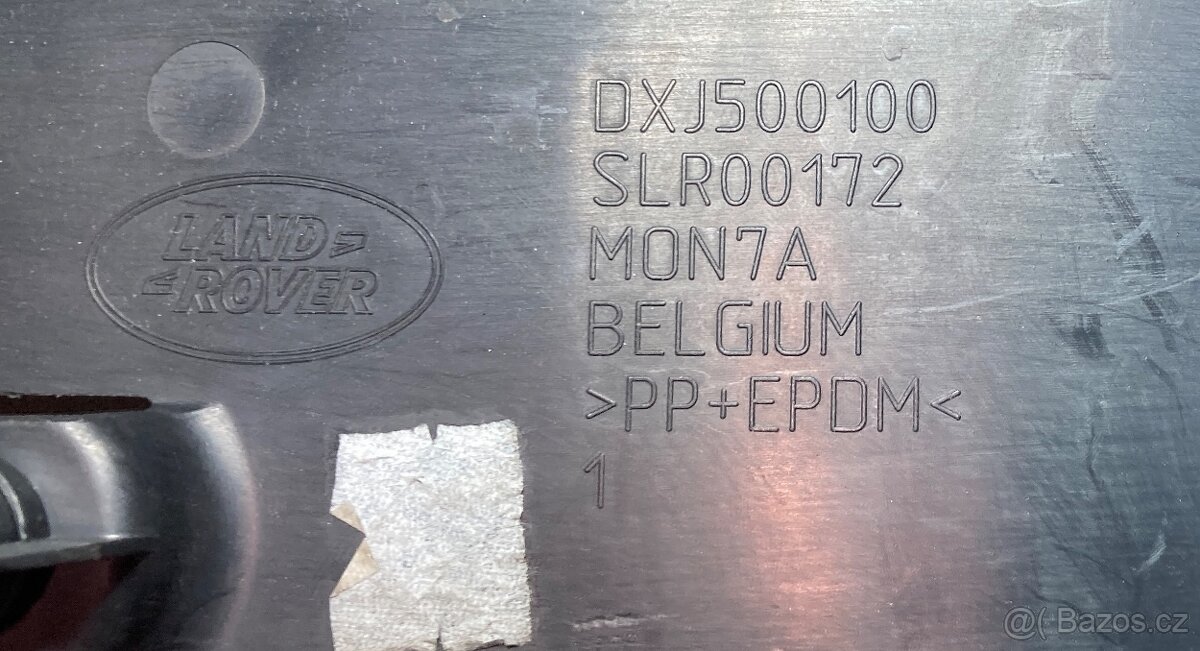 LAND
ROVER
DXJ500100
SLR00172
MON7A
BELGIUM
>PP+EPDM<
1
@( Bazos.cz